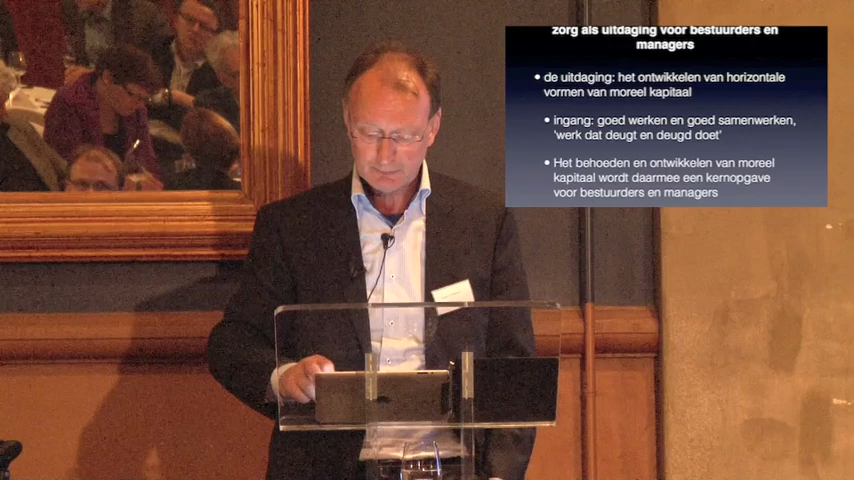 zorg als uitdaging voor bestuurders en
managers
• de uitdaging: het ontwikkelen van horizontale
vormen van moreel kapitaal
• ingang: goed werken en goed samenwerken,
'werk dat deugt en deugd doet'
• Het behoeden en ontwikkelen van moreel
kapitaal wordt daarmee een kernopgave
voor bestuurders en managers